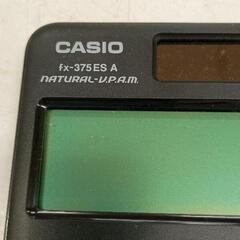 CASIO
fx-375ES A
NATURAL-V.P.A.M.